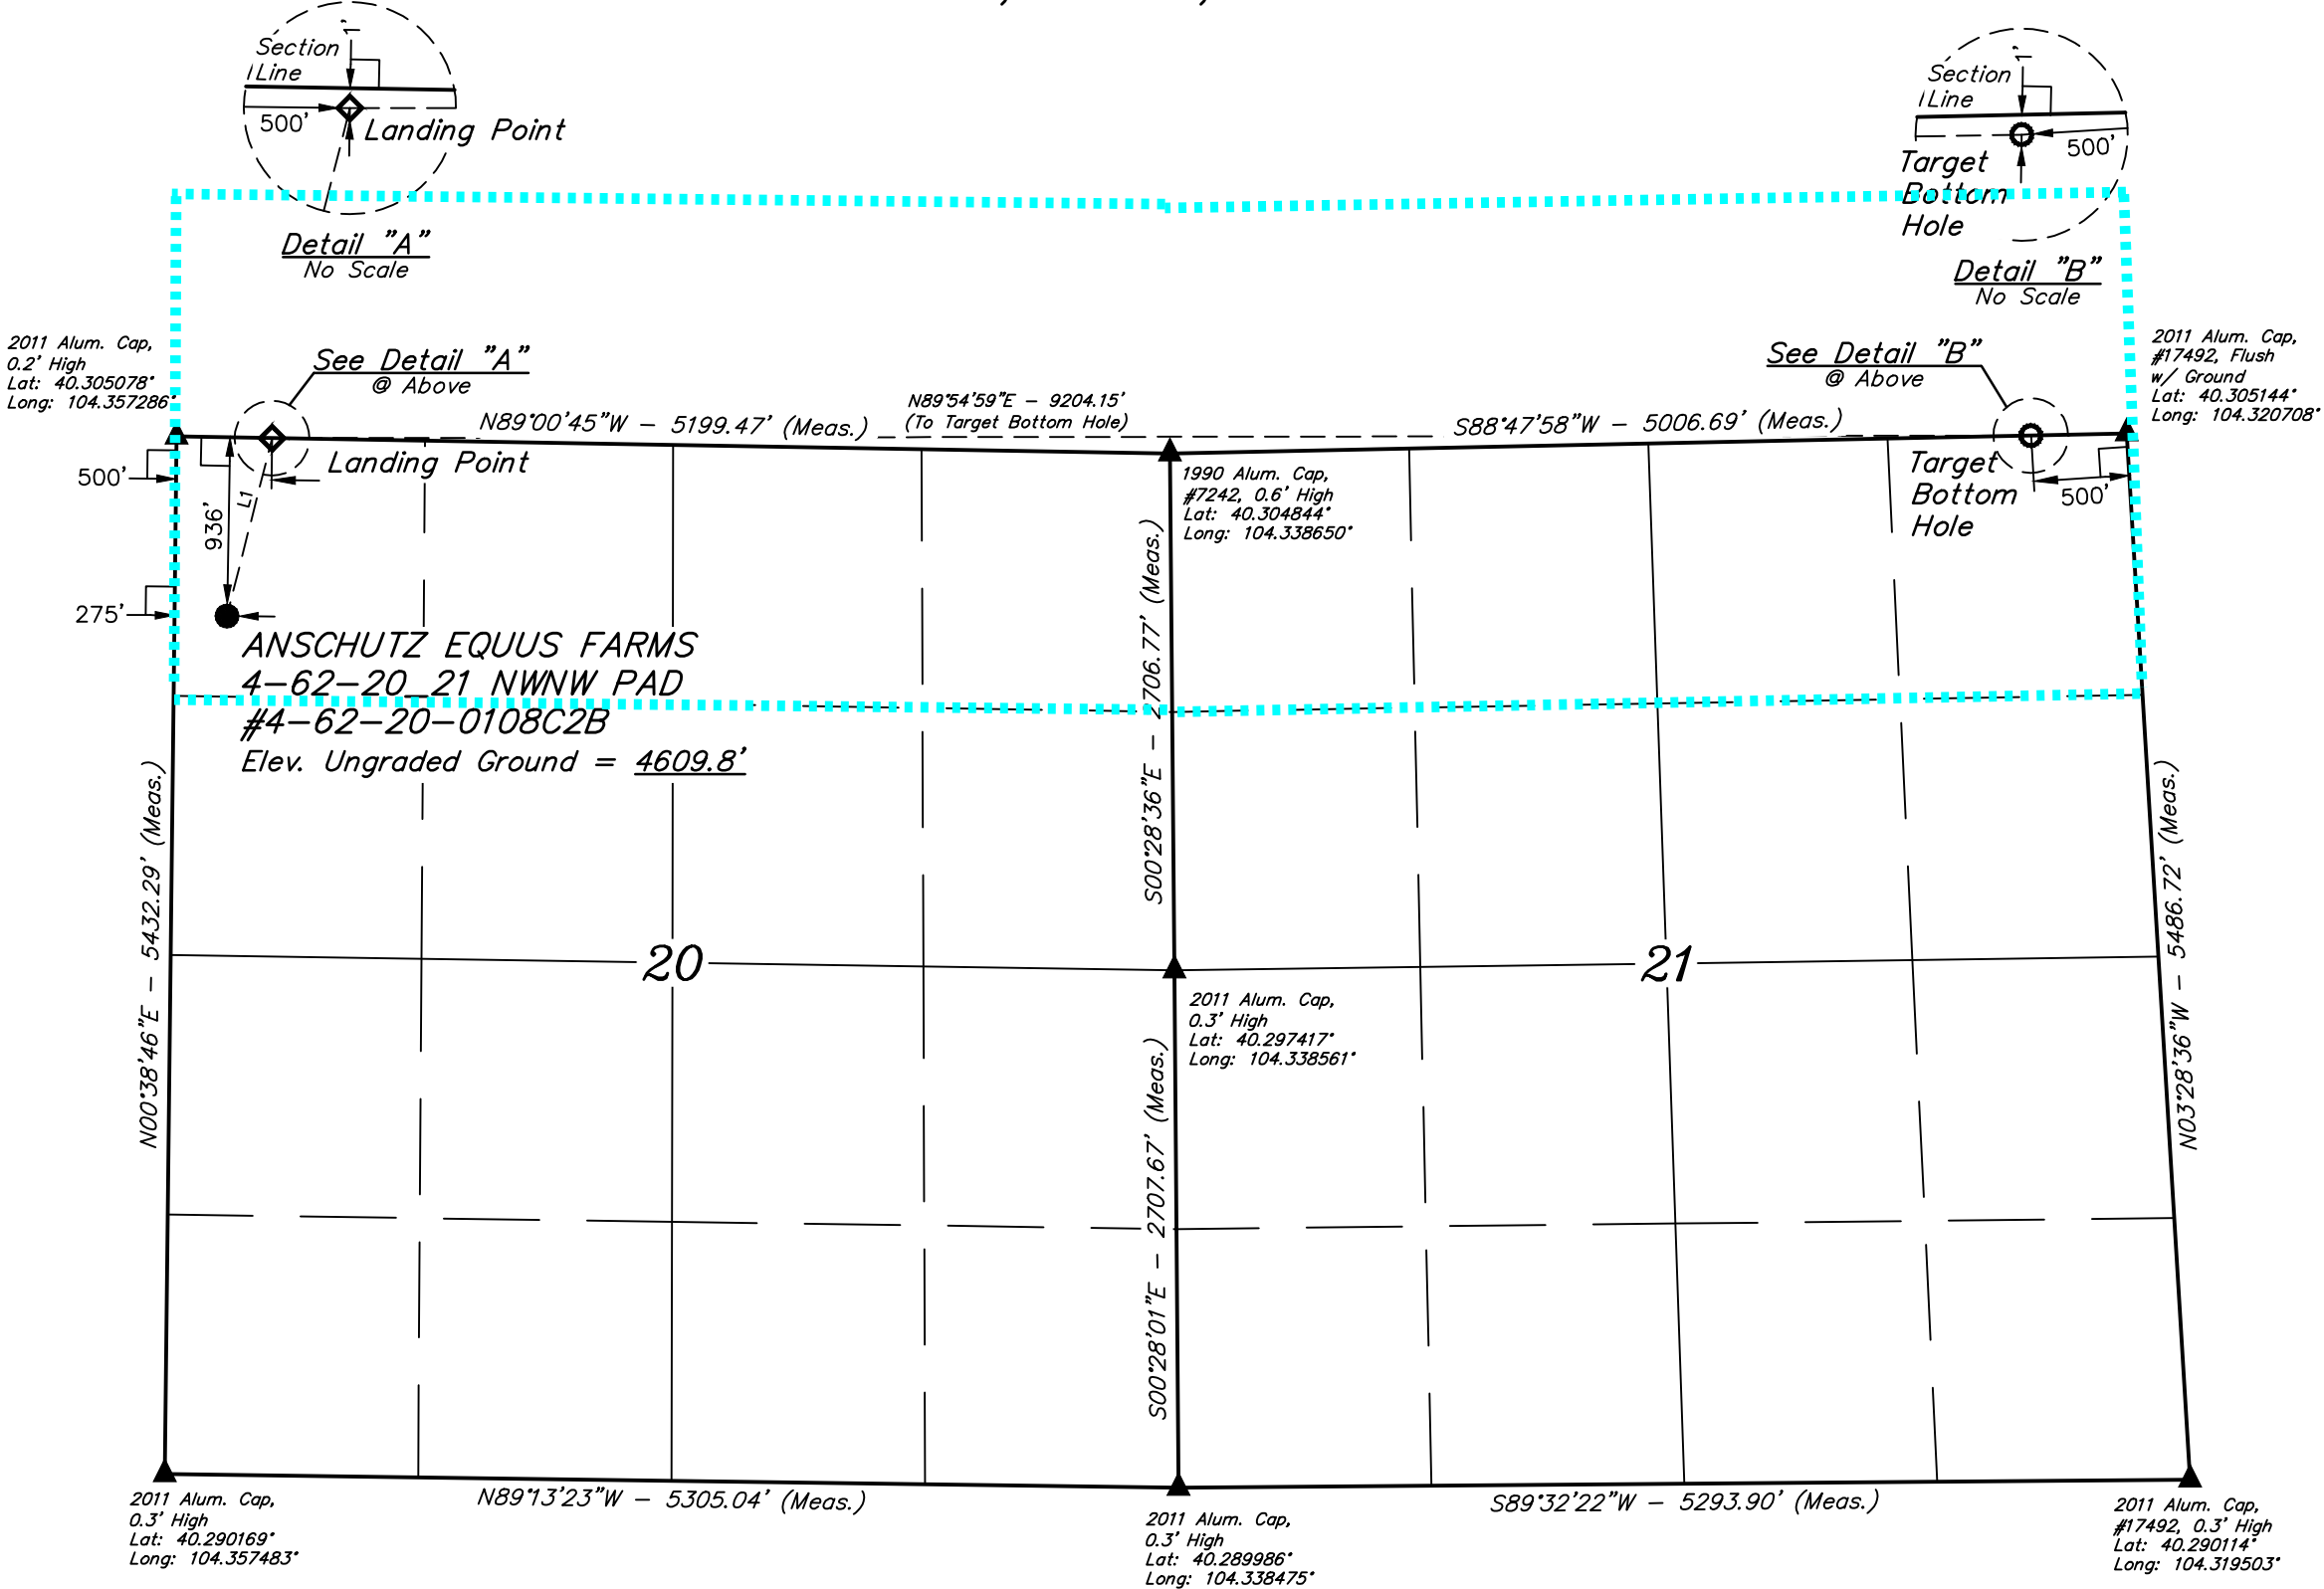 Section
Line
1'
500'
Landing Point
Detail "A"
No Scale
Section
Line
1'
500'
Target
Bottom
Hole
Detail "B"
No Scale
2011 Alum. Cap,
0.2' High
Lat: 40.305078°
Long: 104.357286°
See Detail "A"
@ Above
N89°00'45"W - 5199.47' (Meas.)
N89°54'59"E - 9204.15'
(To Target Bottom Hole)
S88°47'58"W - 5006.69' (Meas.)
See Detail "B"
@ Above
2011 Alum. Cap,
#17492, Flush
w/ Ground
Lat: 40.305144°
Long: 104.320708°
500'
Landing Point
L1
936'
275'
1990 Alum. Cap,
#7242, 0.6' High
Lat: 40.304844°
Long: 104.338650°
Target
Bottom
Hole
500'
ANSCHUTZ EQUUS FARMS
4-62-20_21 NWNW PAD
#4-62-20-0108C2B
Elev. Ungraded Ground = 4609.8'
S00°28'36"E - 2706.77' (Meas.)
N00°38'46"E - 5432.29' (Meas.)
20
21
N03°28'36"W - 5486.72' (Meas.)
2011 Alum. Cap,
0.3' High
Lat: 40.297417°
Long: 104.338561°
S00°28'01"E - 2707.67' (Meas.)
2011 Alum. Cap,
0.3' High
Lat: 40.290169°
Long: 104.357483°
N89°13'23"W - 5305.04' (Meas.)
2011 Alum. Cap,
0.3' High
Lat: 40.289986°
Long: 104.338475°
S89°32'22"W - 5293.90' (Meas.)
2011 Alum. Cap,
#17492, 0.3' High
Lat: 40.290114°
Long: 104.319503°